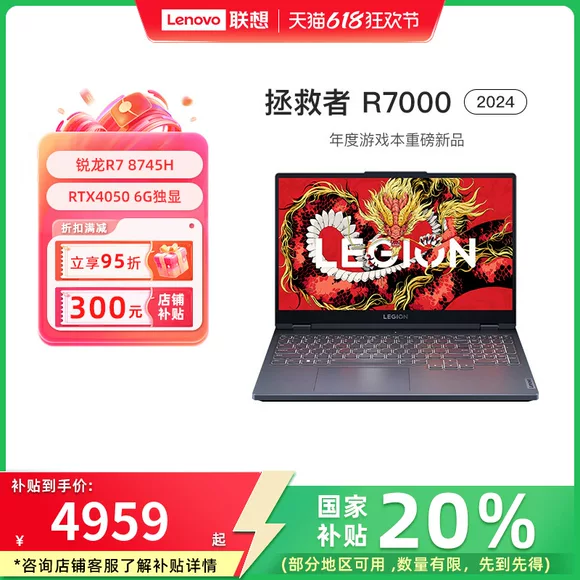 Lenovo 联想
天猫618狂欢节
拯救者 R7000 2024
年度游戏本重磅新品
锐龙R7 8745H
RTX4050 6G独显
折扣满减
立享95折
300元 店铺补贴
LEGION
LEGION
补贴到手价:
¥ 4959 起
*咨询店铺客服了解补贴详情
国家补贴 20%
(部分地区可用 ,数量有限, 先到先得)